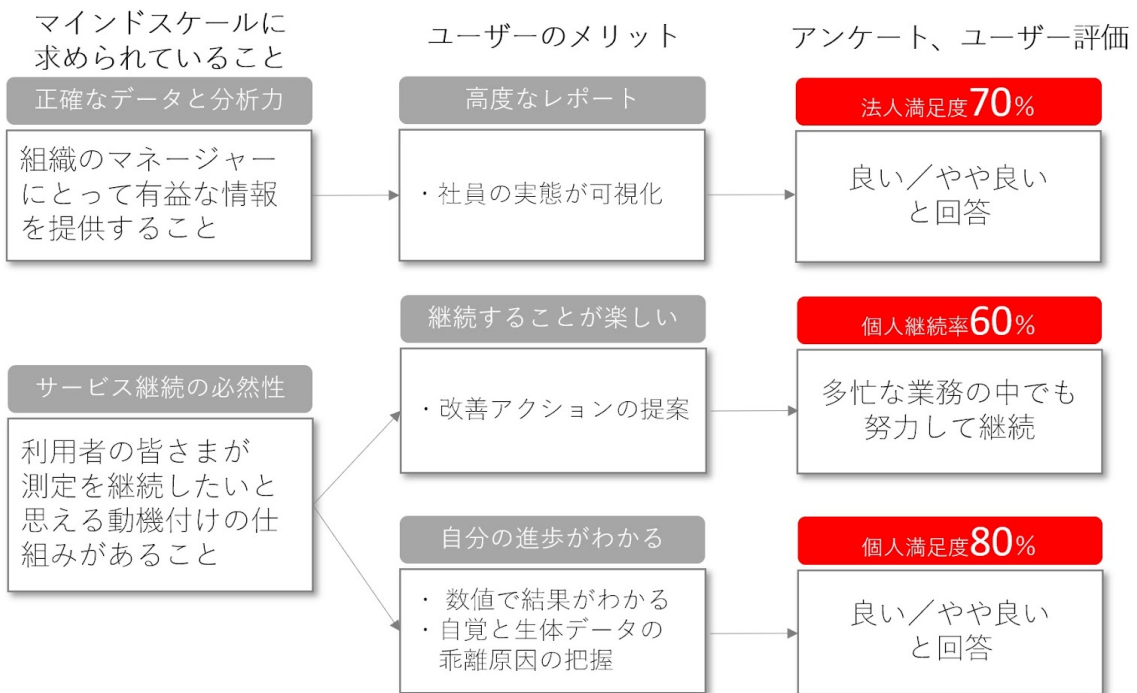 マインドスケールに
求められていること
ユーザーのメリット
アンケート、ユーザー評価
正確なデータと分析力
組織のマネージャー
にとって有益な情報
を提供すること
高度なレポート
・社員の実態が可視化
法人満足度70%
良い／やや良い
と回答
サービス継続の必然性
利用者の皆さまが
測定を継続したいと
思える動機付けの仕
組みがあること
継続することが楽しい
・改善アクションの提案
個人継続率60%
多忙な業務の中でも
努力して継続
自分の進歩がわかる
・ 数値で結果がわかる
・自覚と生体データの
乖離原因の把握
個人満足度80%
良い／やや良い
と回答